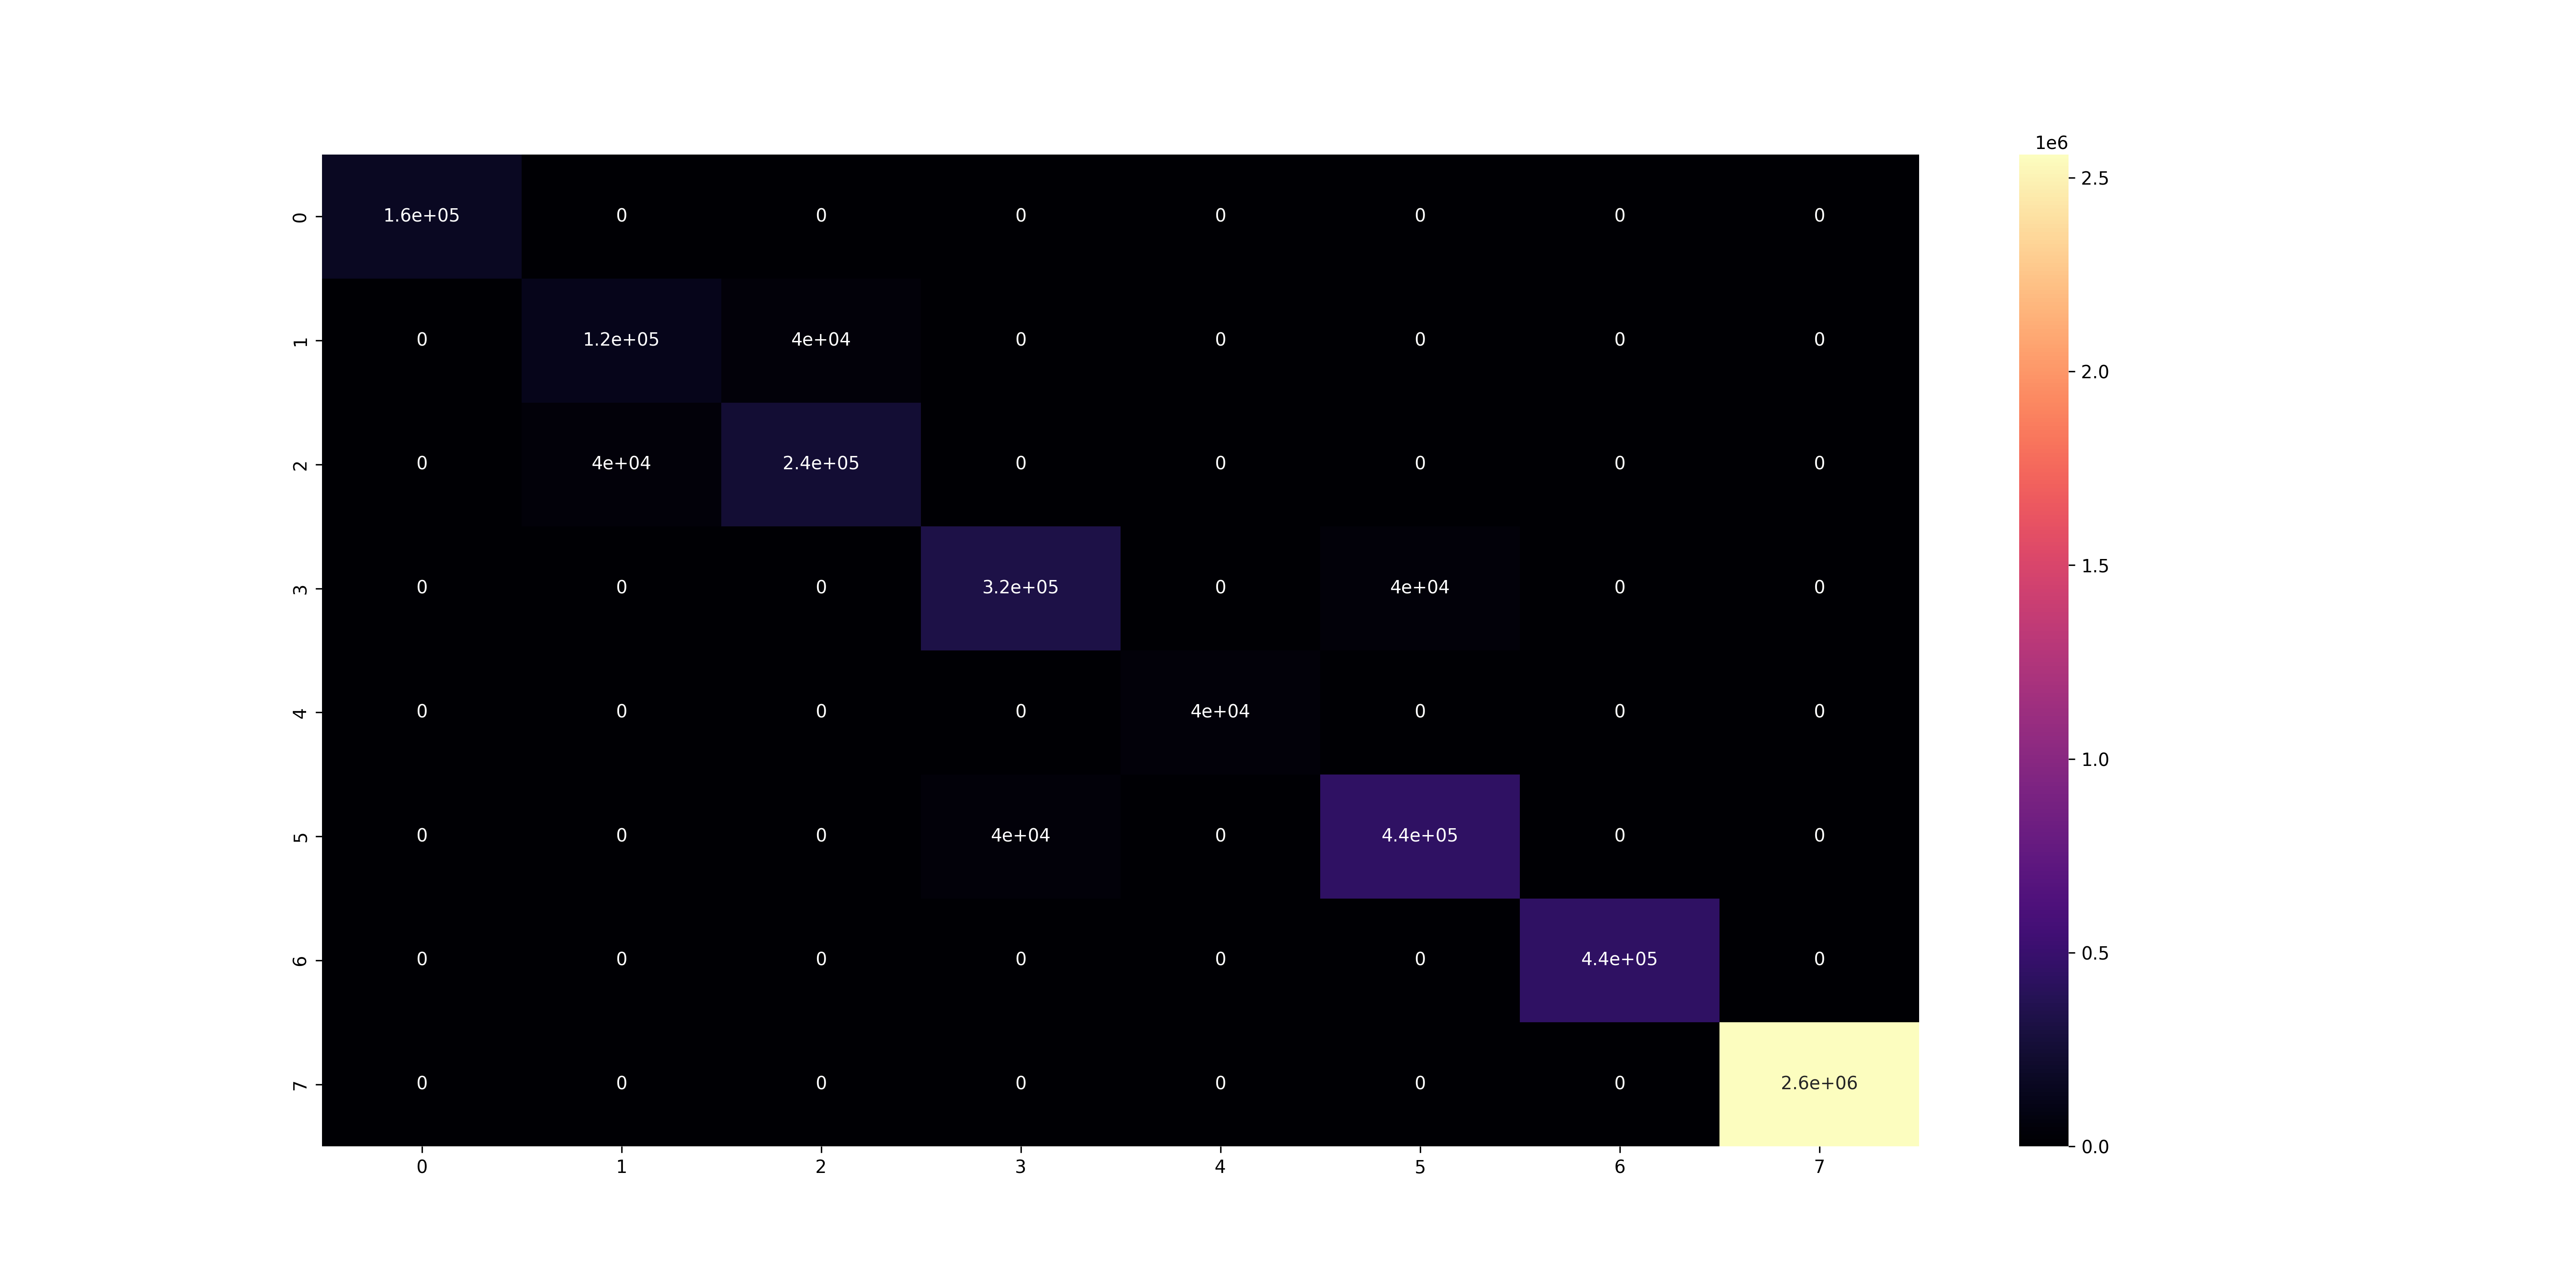 1e6
2.5
0 1.6e+05 0 0 0 0 0 0 0
2.0
1 0 1.2e+05 4e+04 0 0 0 0 0
2 0 4e+04 2.4e+05 0 0 0 0 0
1.5
3 0 0 0 3.2e+05 0 4e+04 0 0
4 0 0 0 0 4e+04 0 0 0
1.0
5 0 0 0 4e+04 0 4.4e+05 0 0
0.5
6 0 0 0 0 0 0 4.4e+05 0
7 0 0 0 0 0 0 0 2.6e+06
0.0
0 1 2 3 4 5 6 7